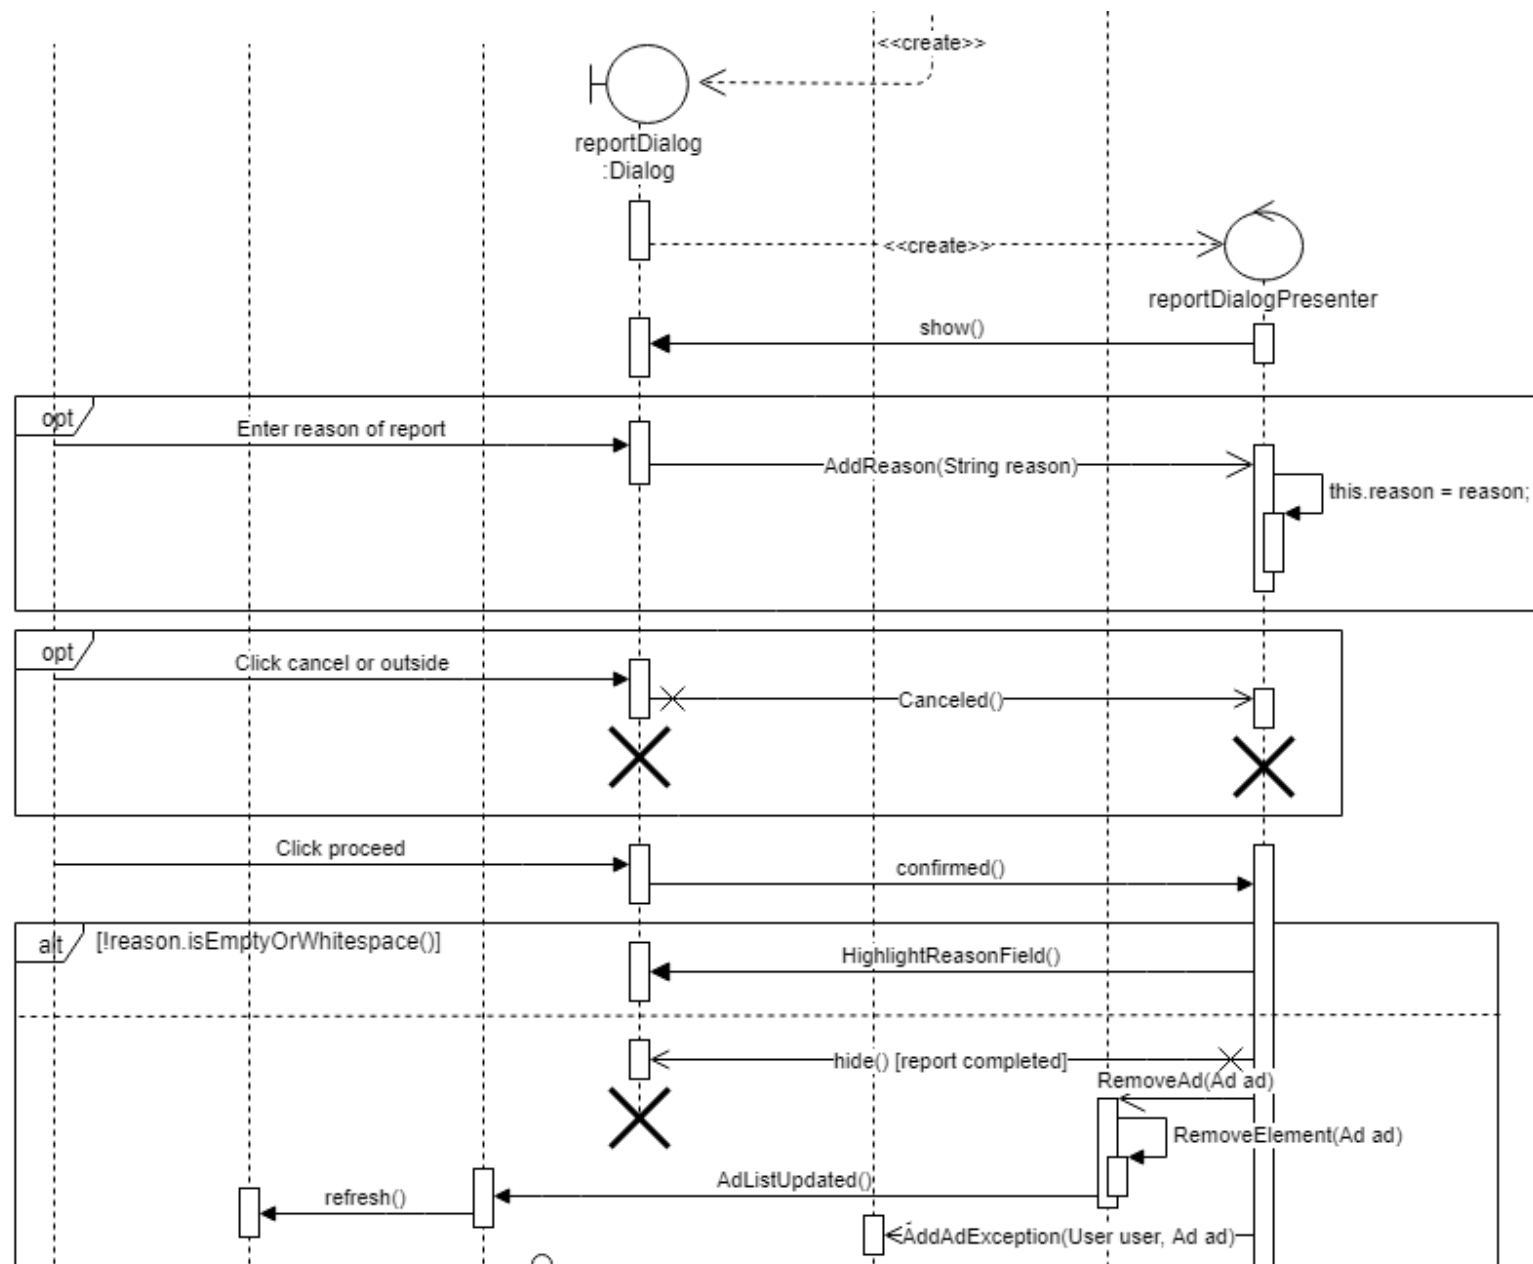 <<create>>
reportDialog
:Dialog
<<create>>
reportDialogPresenter
show()
opt
Enter reason of report
AddReason(String reason)
this.reason = reason;
opt
Click cancel or outside
Canceled()
Click proceed
confirmed()
alt
[!reason.isEmptyOrWhitespace()]
HighlightReasonField()
hide() [report completed]
RemoveAd(Ad ad)
RemoveElement(Ad ad)
AdListUpdated()
refresh()
AddAdException(User user, Ad ad)